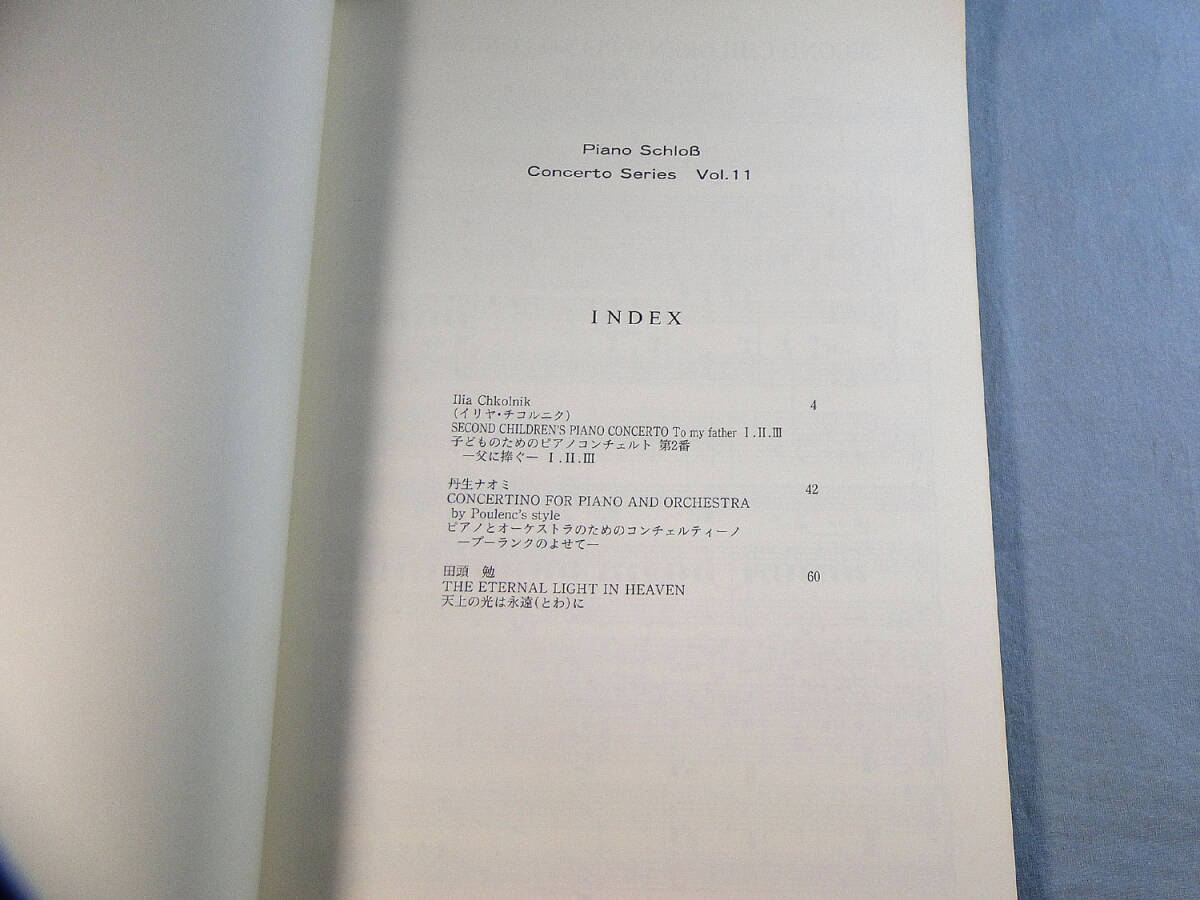 Piano Schloß
Concerto Series Vol.11
INDEX
Ilia Chkolnik 4
(イリヤ・チコルニク)
SECOND CHILDREN'S PIANO CONCERTO To my father I.II.III
子どものためのピアノコンチェルト 第2番
―父に捧ぐ― I.II.III
丹生ナオミ 42
CONCERTINO FOR PIANO AND ORCHESTRA
by Poulenc's style
ピアノとオーケストラのためのコンチェルティーノ
―プーランクのよせて―
田頭 勉 60
THE ETERNAL LIGHT IN HEAVEN
天上の光は永遠(とわ)に